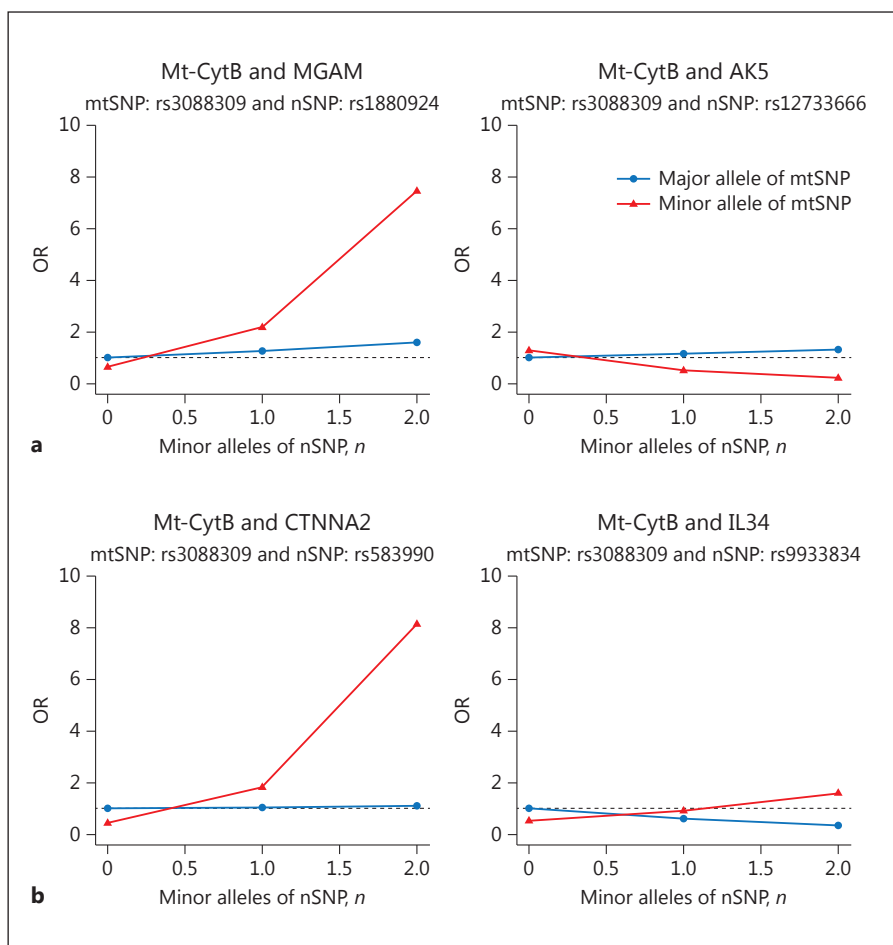 Mt-CytB and MGAM
mtSNP: rs3088309 and nSNP: rs1880924
10
8
6
4
2
0
OR
0 0.5 1.0 1.5 2.0
Minor alleles of nSNP, n
a
Mt-CytB and AK5
mtSNP: rs3088309 and nSNP: rs12733666
10
8
6
4
2
0
OR
Major allele of mtSNP
Minor allele of mtSNP
0 0.5 1.0 1.5 2.0
Minor alleles of nSNP, n
Mt-CytB and CTNNA2
mtSNP: rs3088309 and nSNP: rs583990
10
8
6
4
2
0
OR
0 0.5 1.0 1.5 2.0
Minor alleles of nSNP, n
b
Mt-CytB and IL34
mtSNP: rs3088309 and nSNP: rs9933834
10
8
6
4
2
0
OR
0 0.5 1.0 1.5 2.0
Minor alleles of nSNP, n